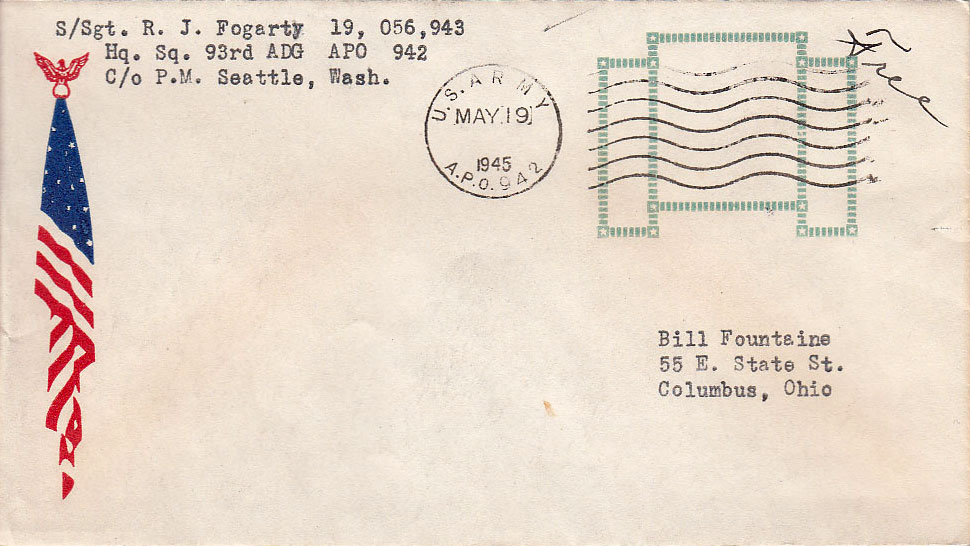 S/Sgt. R. J. Fogarty 19, 056,943
Hq. Sq. 93rd ADG APO 942
C/o P.M. Seattle, Wash.
U.S. ARMY
MAY 19
1945
A.P.O. 942
Free
Bill Fountaine
55 E. State St.
Columbus, Ohio